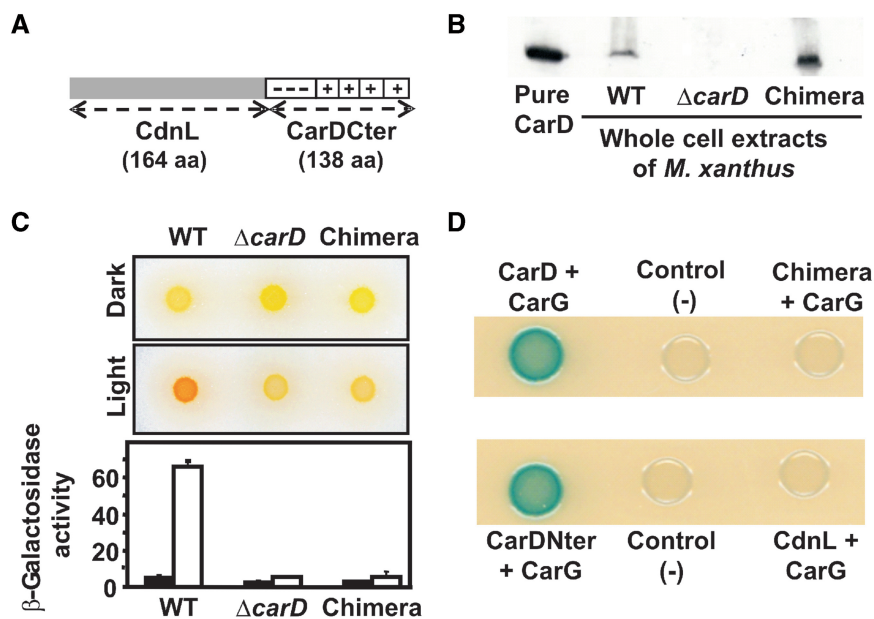 A
- - - + + + +
CdnL CarDCter
(164 aa) (138 aa)
B
Pure WT ΔcarD Chimera
CarD
Whole cell extracts
of M. xanthus
C
WT ΔcarD Chimera
Dark
Light
β-Galactosidase
activity
60
40
20
0
WT ΔcarD Chimera
D
CarD + Control Chimera
CarG (-) + CarG
CarDNter Control CdnL +
+ CarG (-) CarG